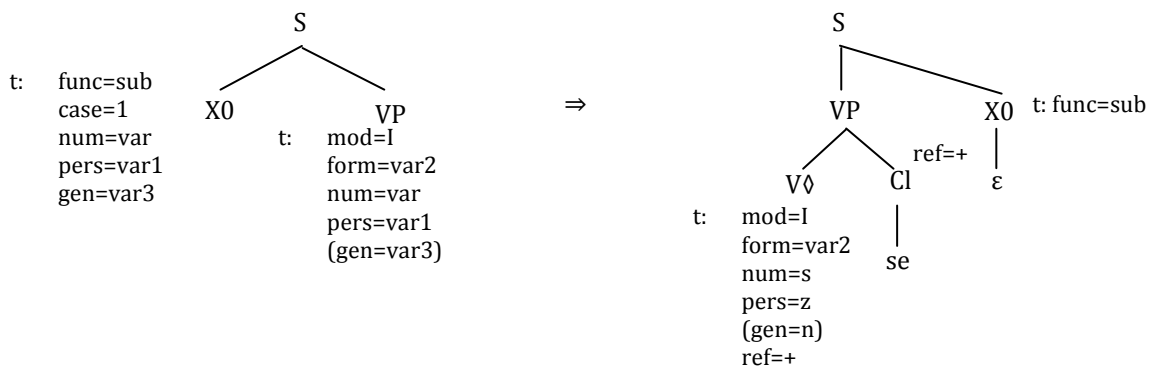 S
t: func=sub
case=1
num=var
pers=var1
gen=var3
X0
VP
t: mod=I
form=var2
num=var
pers=var1
(gen=var3)
⇒
S
VP
X0 t: func=sub
V◊
Cl ref=+
ε
t: mod=I
form=var2
num=s
pers=z
(gen=n)
ref=+
se